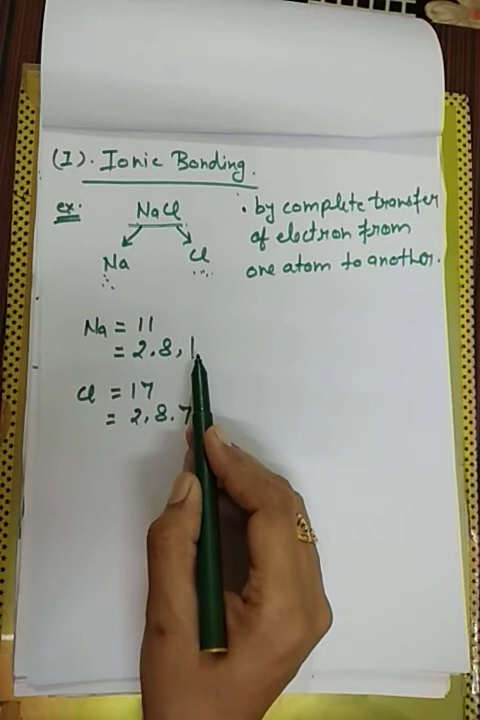 (I). Ionic Bonding.
ex. NaCl
Na Cl
• by complete transfer
of electron from
one atom to another.
Na = 11
= 2.8,1
Cl = 17
= 2.8.7